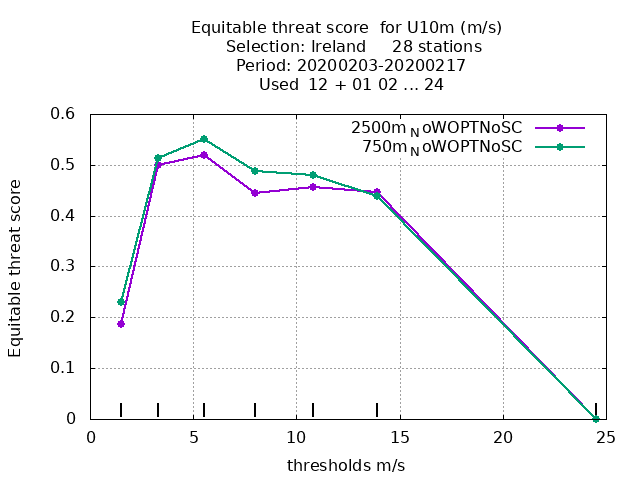 Equitable threat score  for U10m (m/s)
Selection: Ireland     28 stations
Period: 20200203-20200217
Used  12 + 01 02 ... 24
2500m_NoWOPTNoSC
750m_NoWOPTNoSC
Equitable threat score
0.6
0.5
0.4
0.3
0.2
0.1
0
0 5 10 15 20 25
thresholds m/s